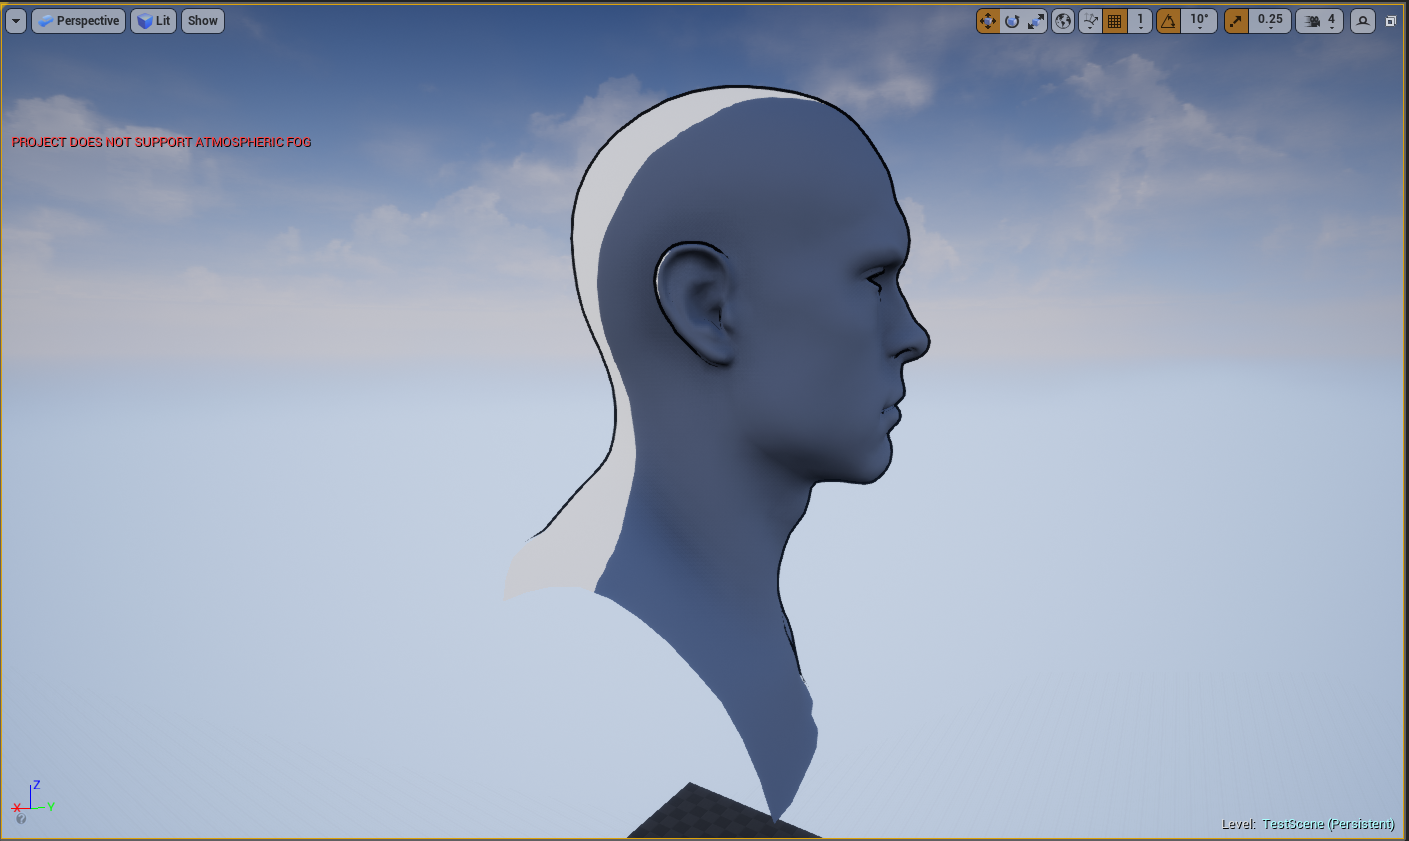 Perspective Lit Show 1 10° 0.25 4
PROJECT DOES NOT SUPPORT ATMOSPHERIC FOG
Z
X Y
?
Level: TestScene (Persistent)